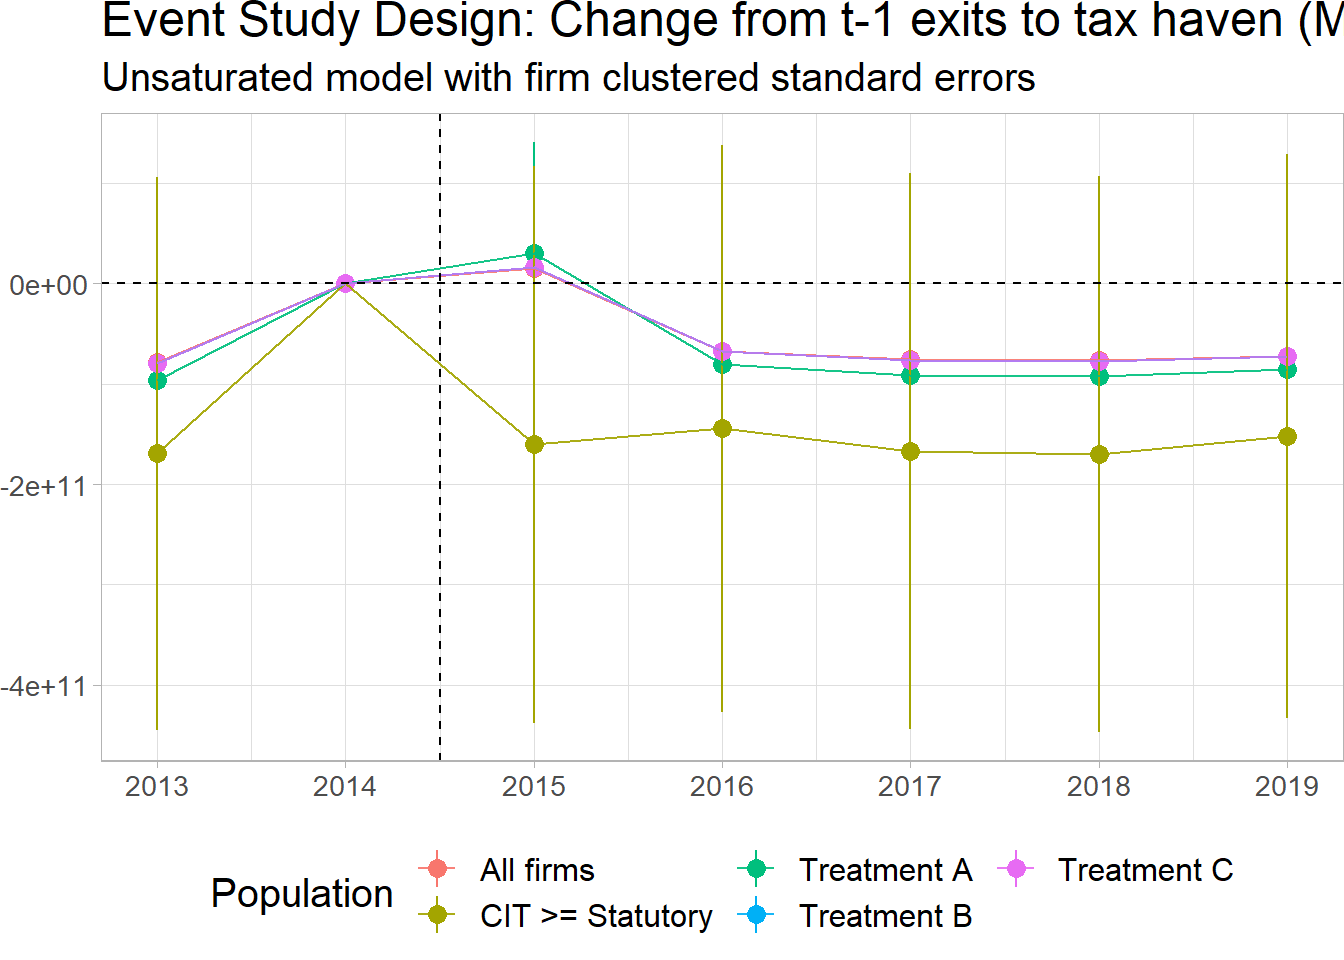 Event Study Design: Change from t-1 exits to tax haven (M
Unsaturated model with firm clustered standard errors
0e+00
-2e+11
-4e+11
2013 2014 2015 2016 2017 2018 2019
Population
All firms Treatment A Treatment C
CIT >= Statutory Treatment B